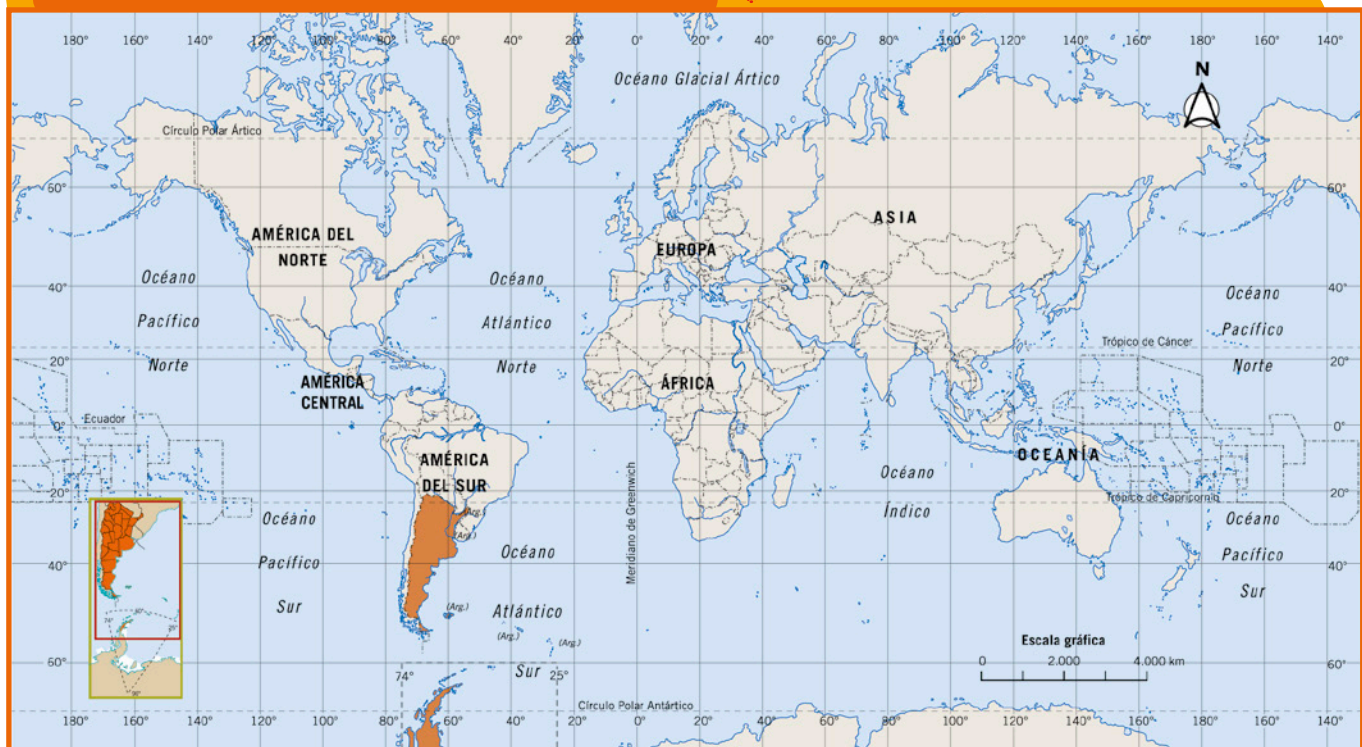 180° 160° 120° 100° 80° 60° 40° 20° 0° 20° 40° 60° 80° 100° 120° 140° 160° 180° 160° 140°
Océano Glacial Ártico
N
Círculo Polar Ártico
60° 60°
ASIA
AMÉRICA DEL
NORTE
EUROPA
Océano
Pacífico
Norte
Océano
Atlántico
Norte
Océano
Pacífico
Norte
40° 40°
Trópico de Cáncer
20° 20°
AMÉRICA
CENTRAL
ÁFRICA
Ecuador
0° 0°
AMÉRICA
DEL SUR
OCEANÍA
Océano
Índico
20° 20°
Trópico de Capricornio
(Arg.)
(Arg.)
Meridiano de Greenwich
Océano
Pacífico
Sur
Océano
Atlántico
Sur
Océano
Pacífico
Sur
40° 40°
(Arg.)
(Arg.)
(Arg.)
74° 25°
90°
Escala gráfica
0 2.000 4.000 km
60° 60°
74° 25°
Círculo Polar Antártico
180° 160° 140° 120° 100° 80° 60° 40° 20° 0° 20° 40° 60° 80° 100° 120° 140° 160° 180° 160° 140°